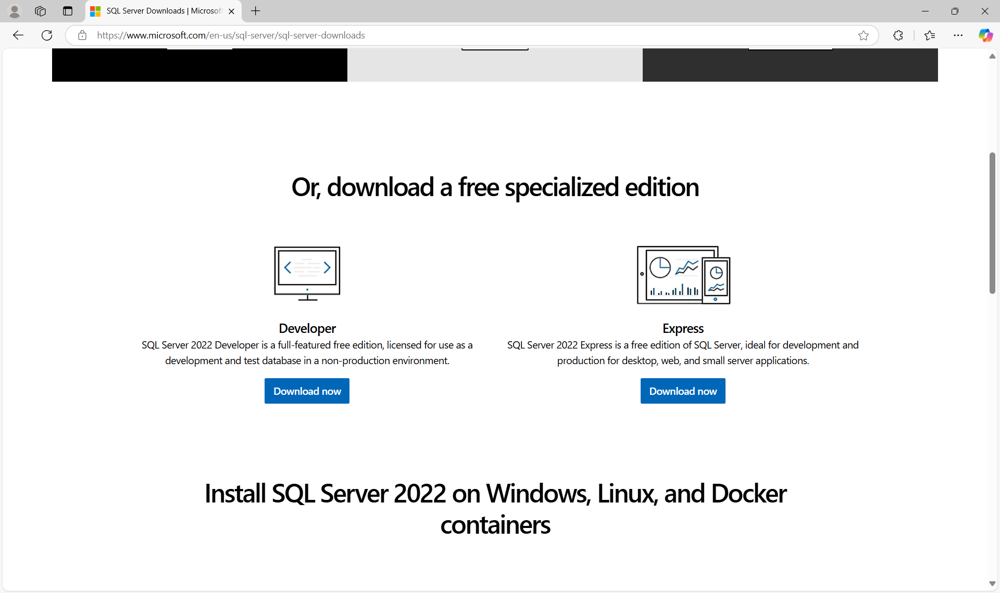 SQL Server Downloads | Microsof
https://www.microsoft.com/en-us/sql-server/sql-server-downloads
Or, download a free specialized edition
Developer
SQL Server 2022 Developer is a full-featured free edition, licensed for use as a
development and test database in a non-production environment.
Download now
Express
SQL Server 2022 Express is a free edition of SQL Server, ideal for development and
production for desktop, web, and small server applications.
Download now
Install SQL Server 2022 on Windows, Linux, and Docker
containers